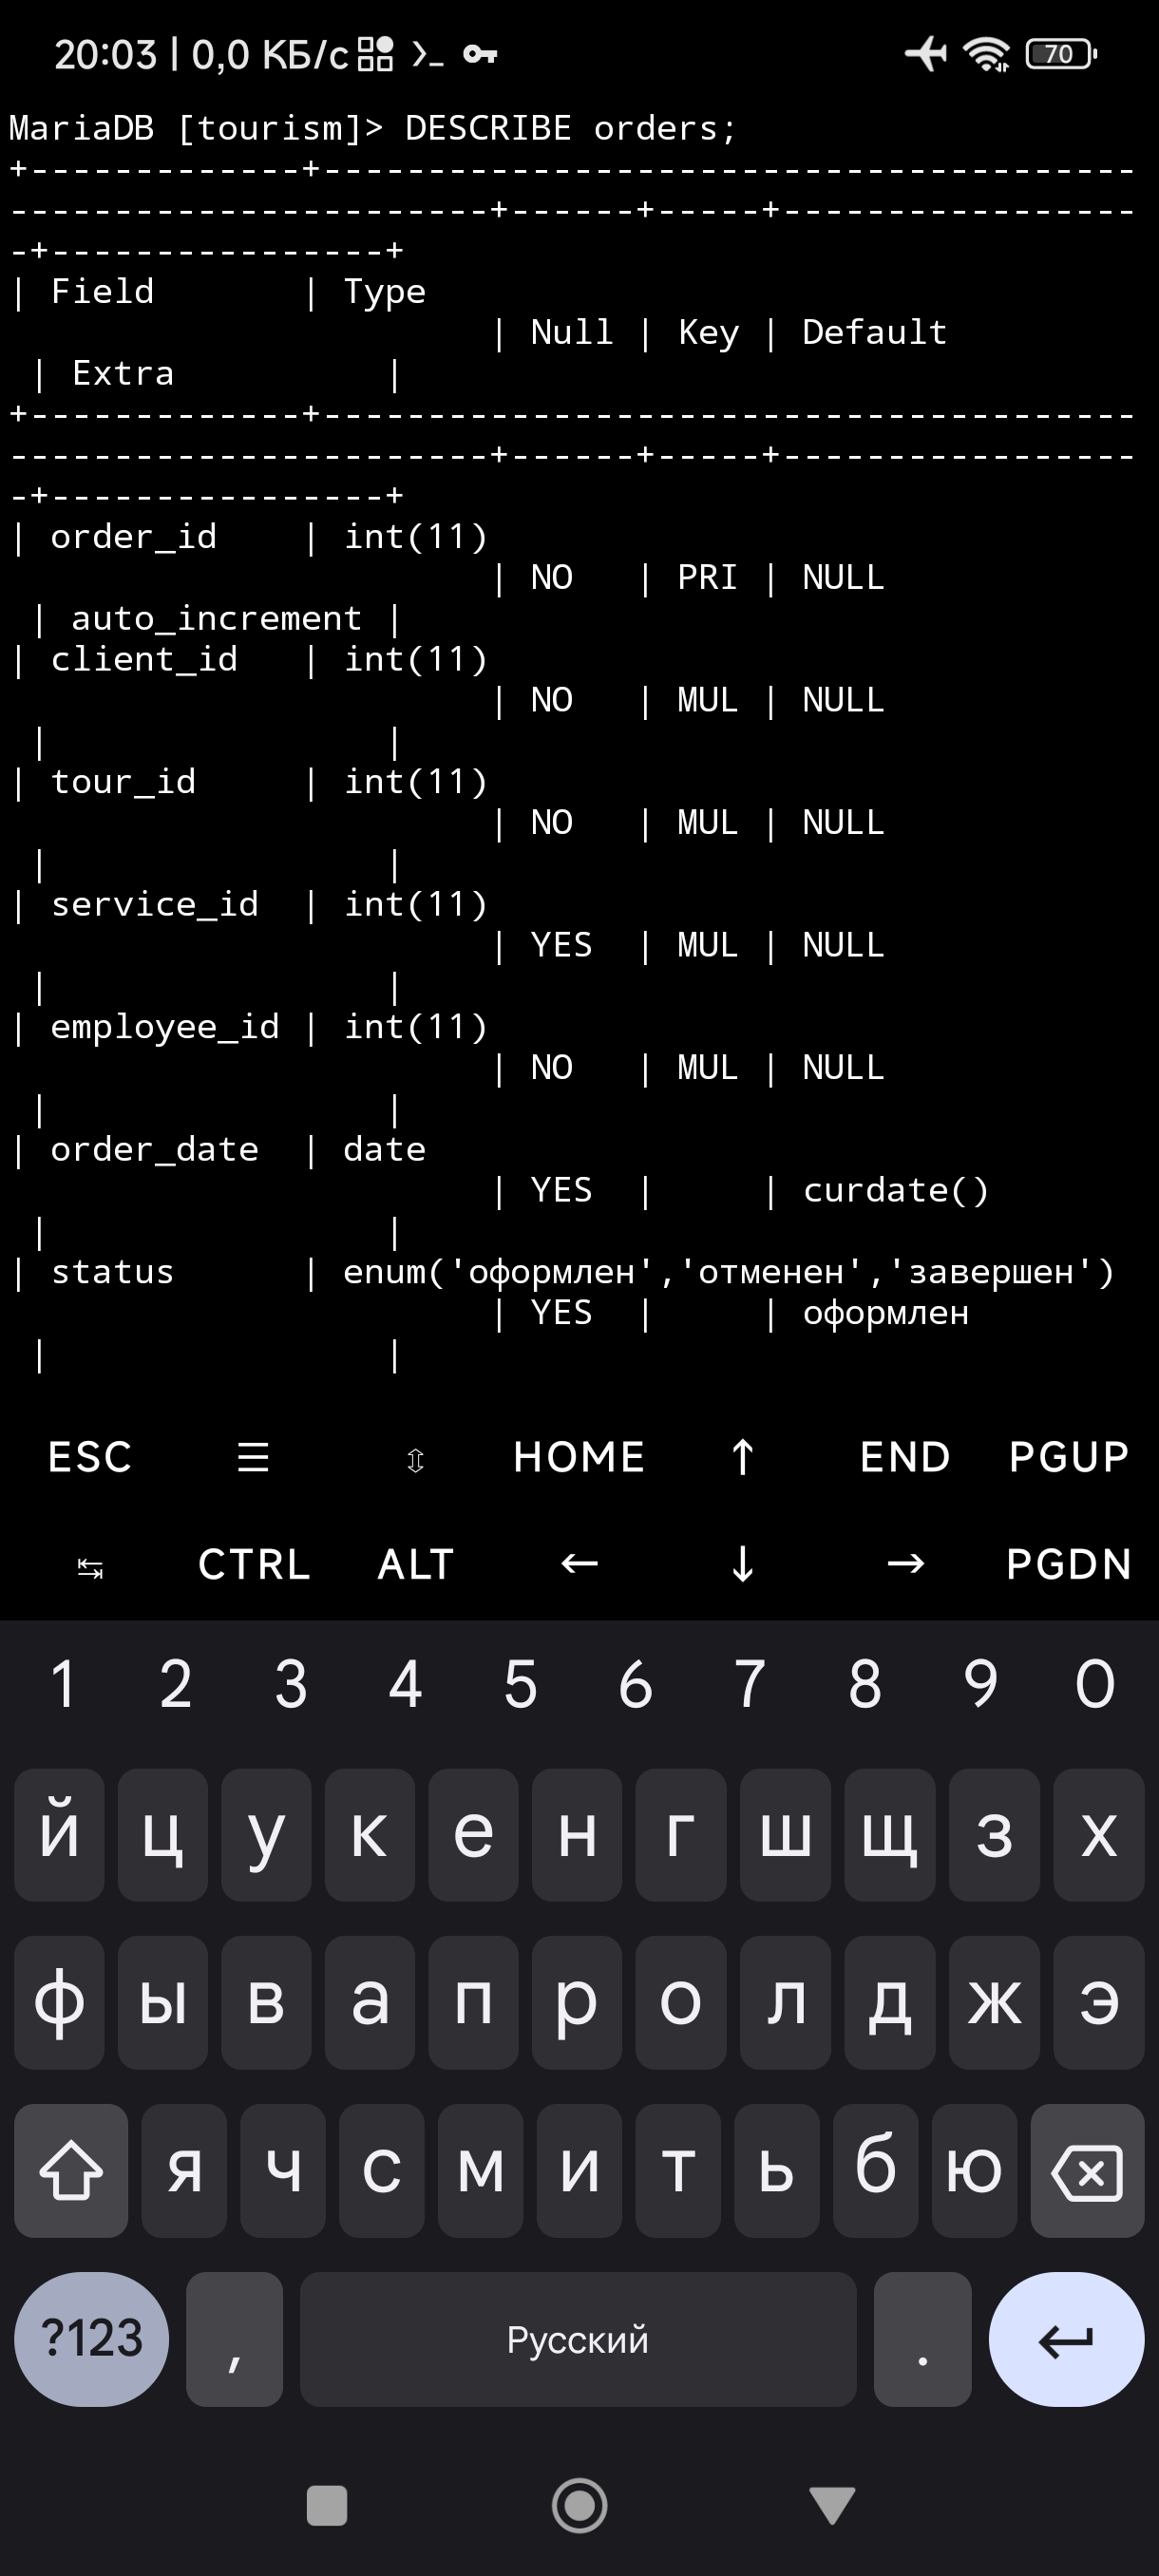 20:03 | 0,0 КБ/с
70
MariaDB [tourism]> DESCRIBE orders;
+-------------+---------------------------------------
-----------------------+------+-----+-----------------
-+----------------+
| Field       | Type
                       | Null | Key | Default
 | Extra          |
+-------------+---------------------------------------
-----------------------+------+-----+-----------------
-+----------------+
| order_id    | int(11)
                       | NO   | PRI | NULL
 | auto_increment |
| client_id   | int(11)
                       | NO   | MUL | NULL
 |                |
| tour_id     | int(11)
                       | NO   | MUL | NULL
 |                |
| service_id  | int(11)
                       | YES  | MUL | NULL
 |                |
| employee_id | int(11)
                       | NO   | MUL | NULL
 |                |
| order_date  | date
                       | YES  |     | curdate()
 |                |
| status      | enum('оформлен','отменен','завершен')
                       | YES  |     | оформлен
 |                |
ESC ☰ ⇳ HOME ↑ END PGUP
↹ CTRL ALT ← ↓ → PGDN
1 2 3 4 5 6 7 8 9 0
й ц у к е н г ш щ з х
ф ы в а п р о л д ж э
я ч с м и т ь б ю
?123 , Русский .